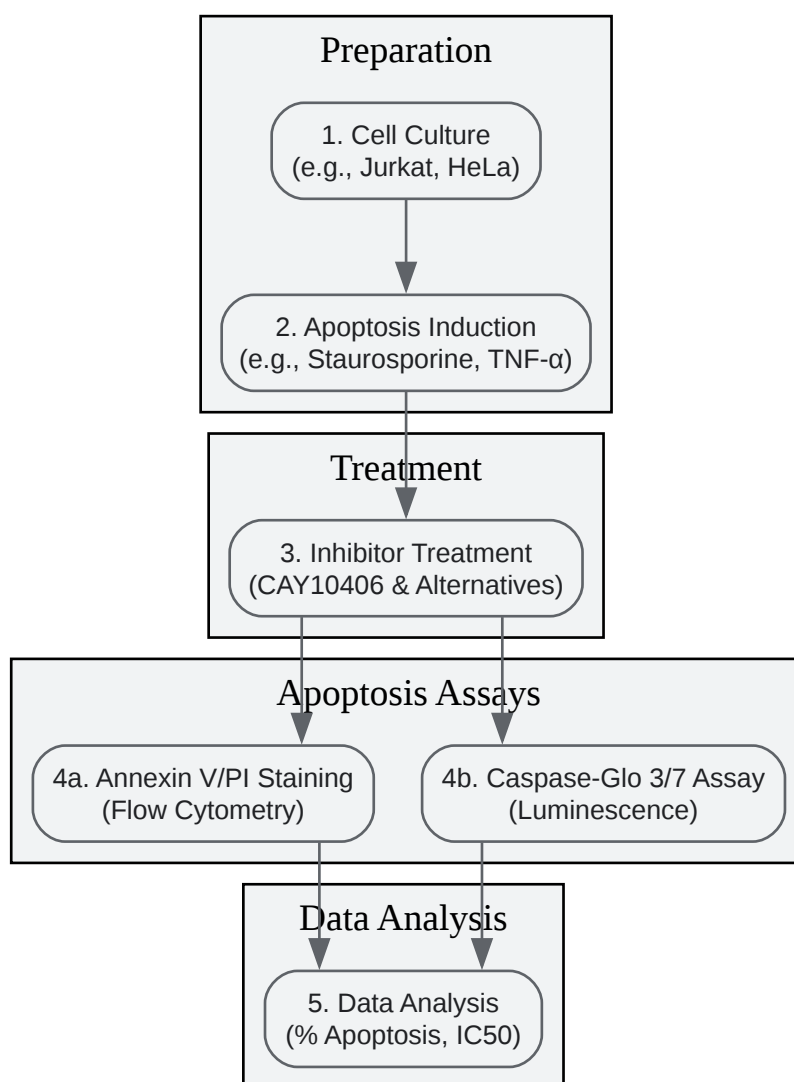 Preparation
1. Cell Culture
(e.g., Jurkat, HeLa)
2. Apoptosis Induction
(e.g., Staurosporine, TNF-α)
Treatment
3. Inhibitor Treatment
(CAY10406 & Alternatives)
Apoptosis Assays
4a. Annexin V/PI Staining
(Flow Cytometry)
4b. Caspase-Glo 3/7 Assay
(Luminescence)
Data Analysis
5. Data Analysis
(% Apoptosis, IC50)